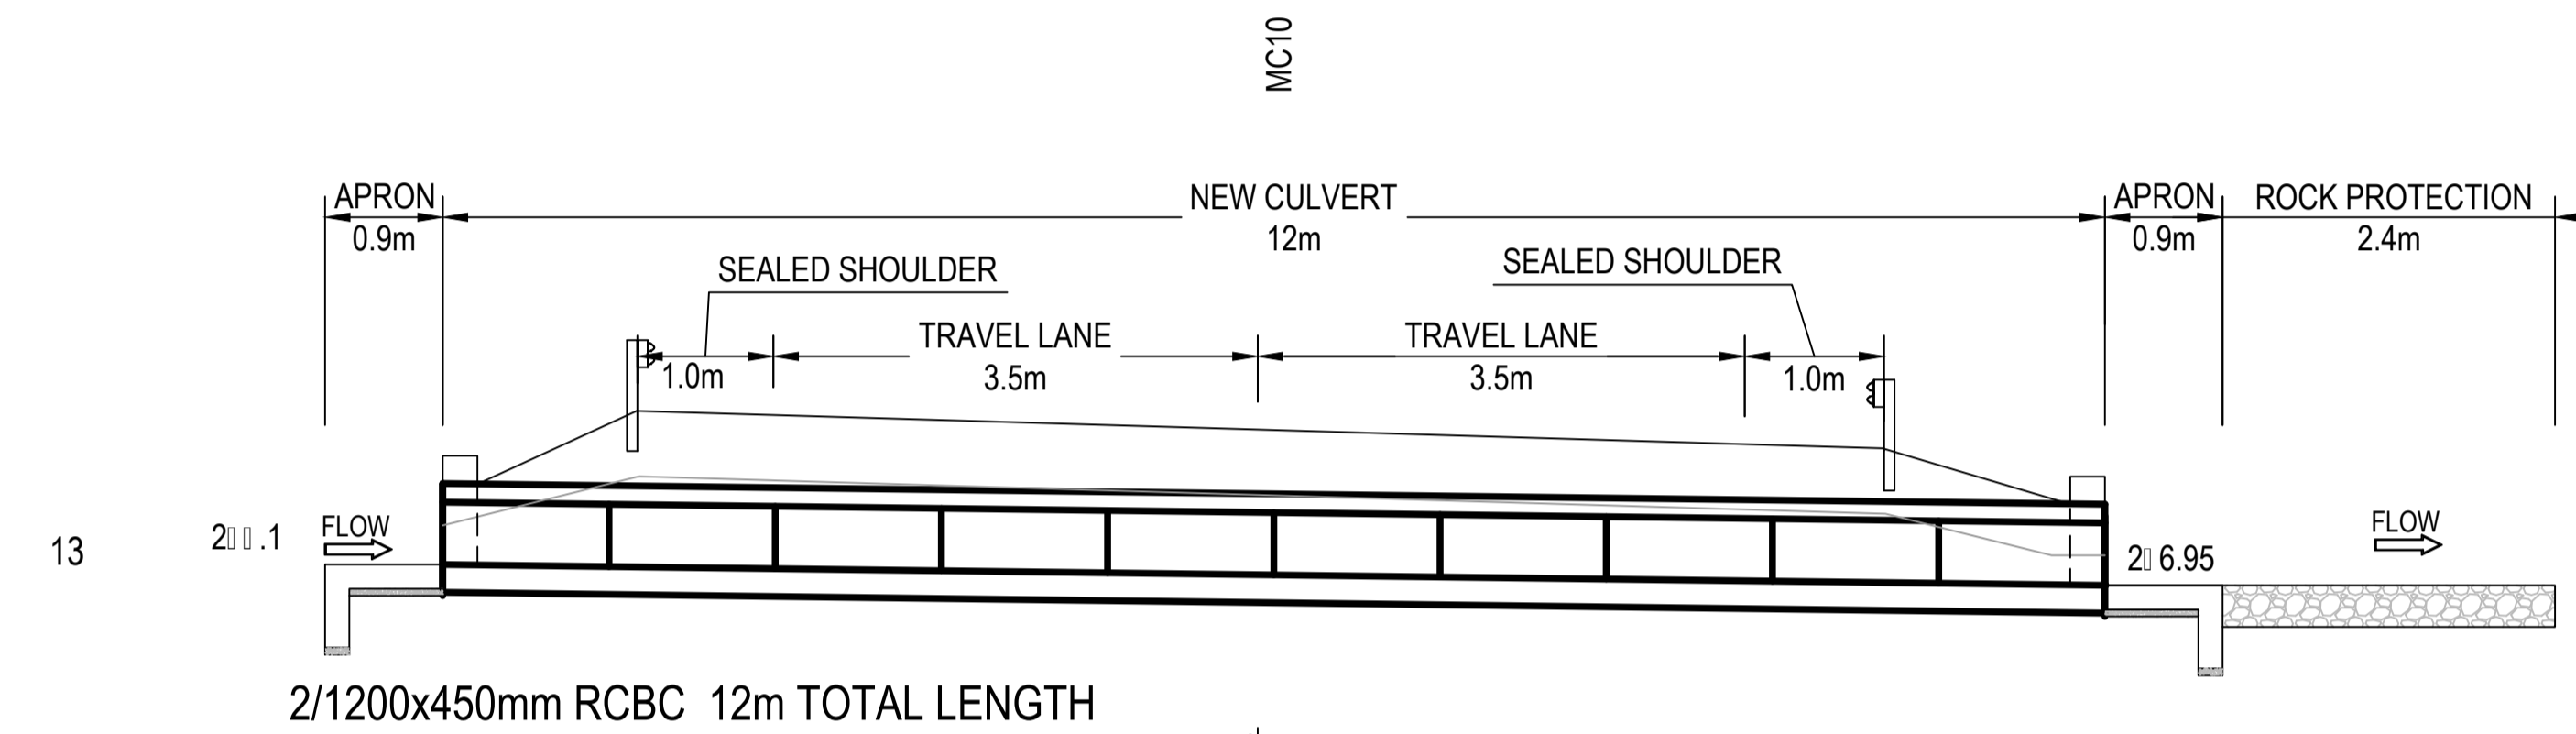 MC10
APRON
NEW CULVERT
APRON
ROCK PROTECTION
0.9m
12m
0.9m
2.4m
SEALED SHOULDER
SEALED SHOULDER
TRAVEL LANE
TRAVEL LANE
1.0m
3.5m
3.5m
1.0m
13
FLOW
FLOW
2/1200x450mm RCBC 12m TOTAL LENGTH